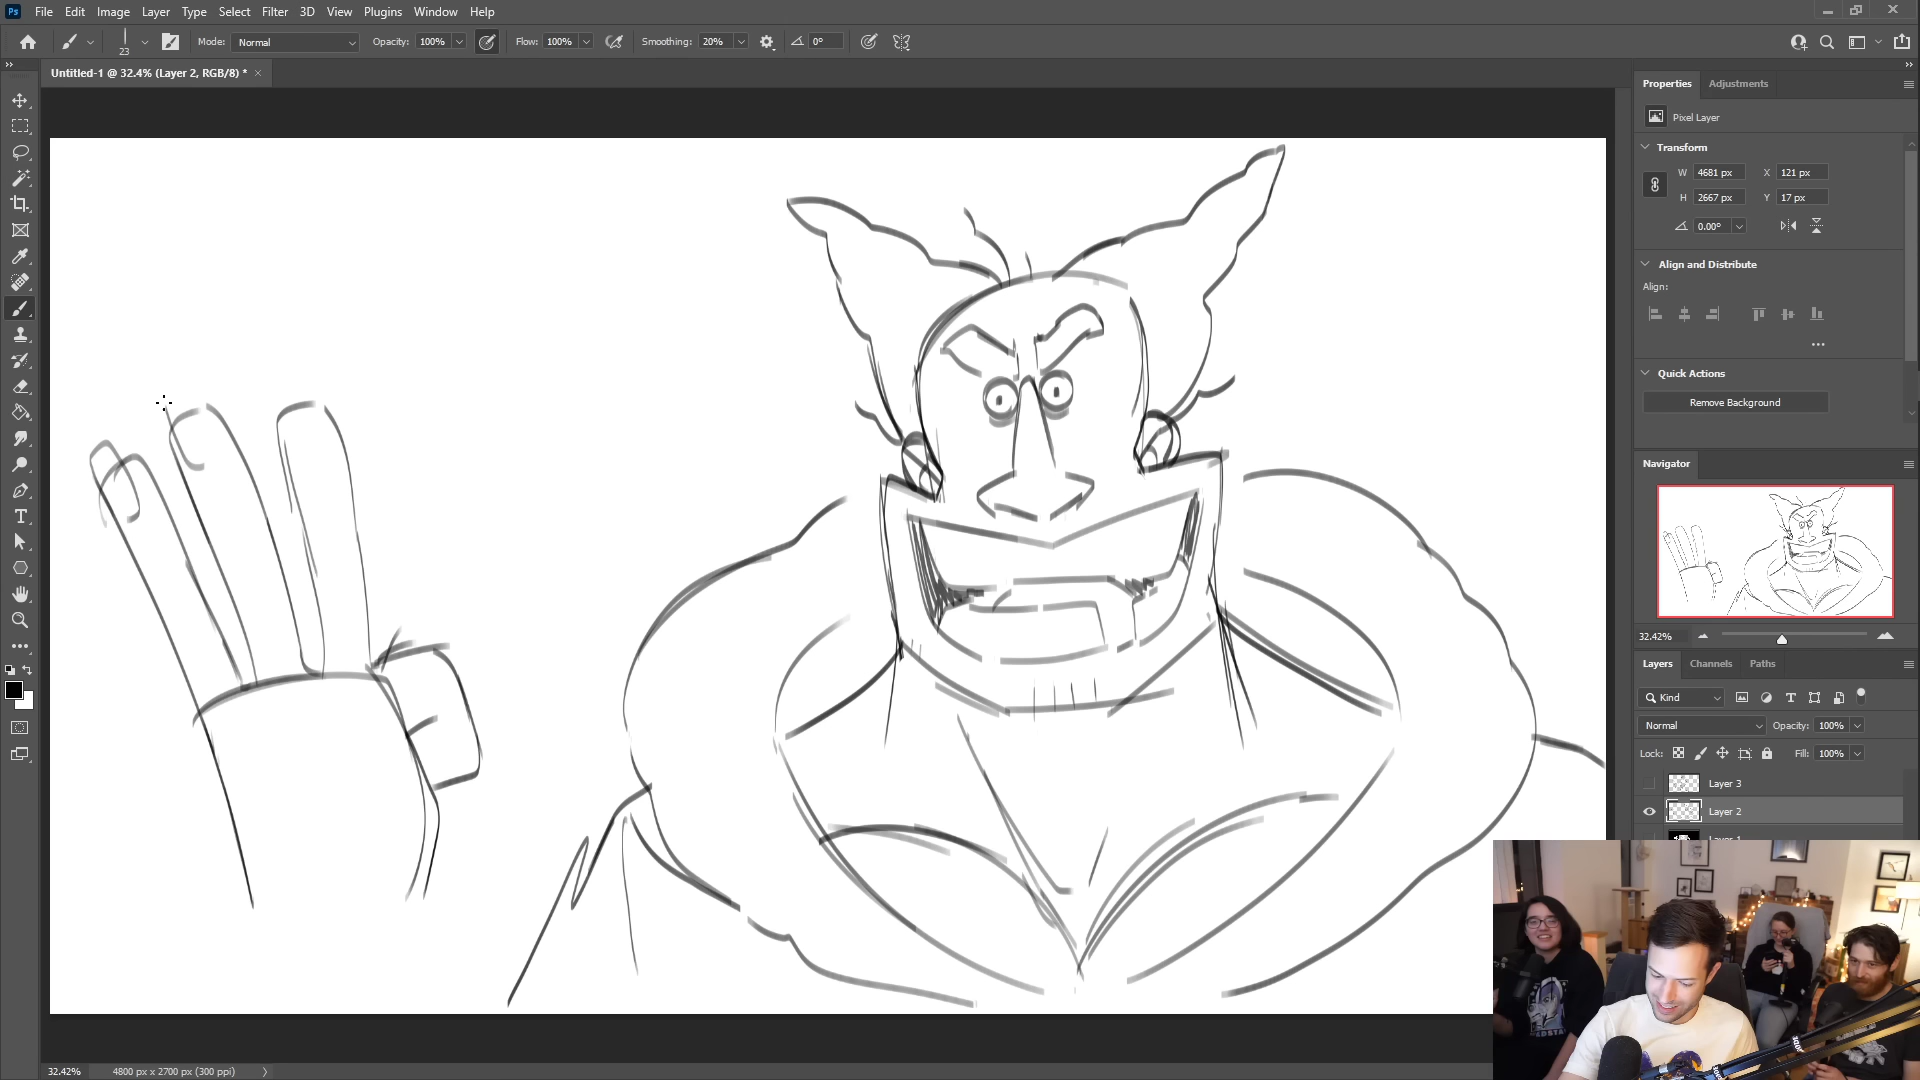 Ps File Edit Image Layer Type Select Filter 3D View Plugins Window Help
23 Mode: Normal Opacity: 100% Flow: 100% Smoothing: 20% 0°
Untitled-1 @ 32.4% (Layer 2, RGB/8) *
Properties Adjustments
Pixel Layer
Transform
W 4681 px X 121 px
H 2667 px Y 17 px
0.00°
Align and Distribute
Align:
Quick Actions
Remove Background
Navigator
32.42%
Layers Channels Paths
Kind
Normal Opacity: 100%
Lock: Fill: 100%
Layer 3
Layer 2
32.42% 4800 px x 2700 px (300 ppi)